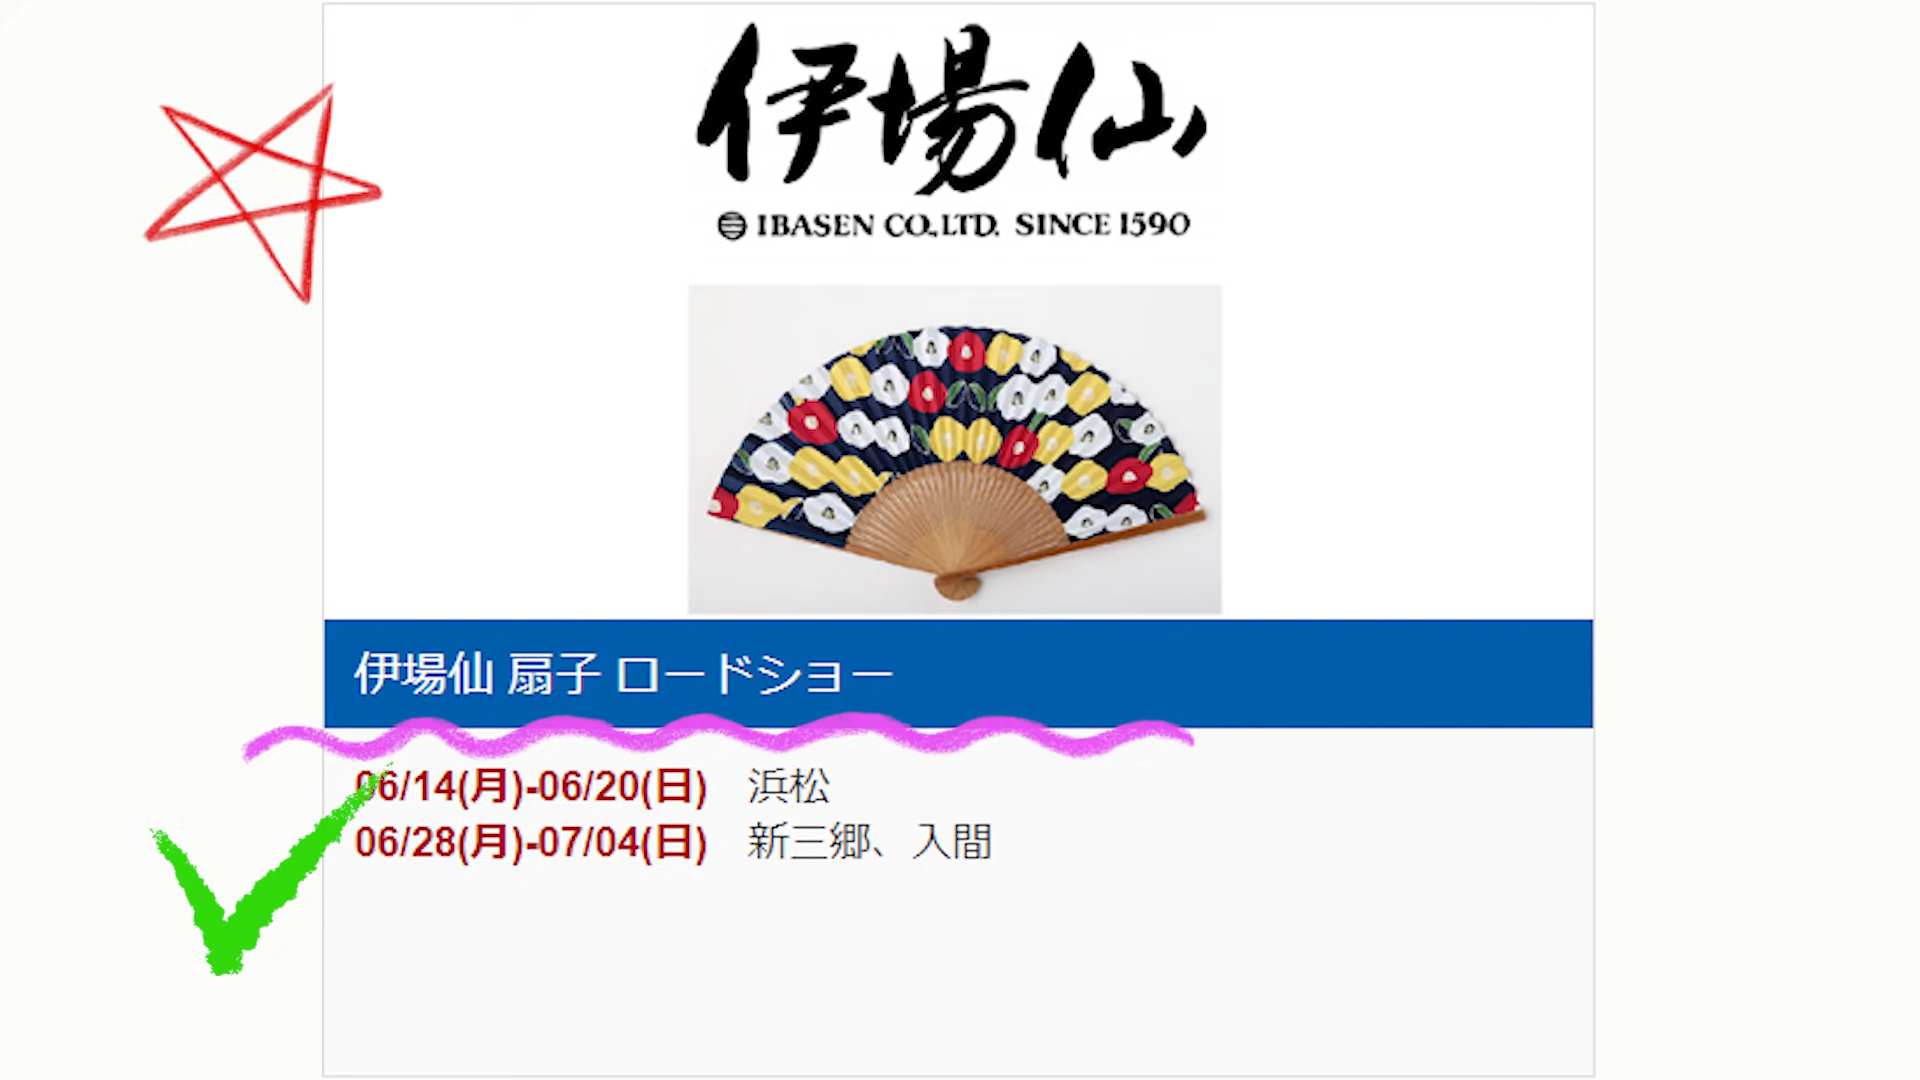 伊場仙
IBASEN CO.,LTD. SINCE 1590
伊場仙 扇子 ロードショー
06/14(月)-06/20(日) 浜松
06/28(月)-07/04(日) 新三郷、入間